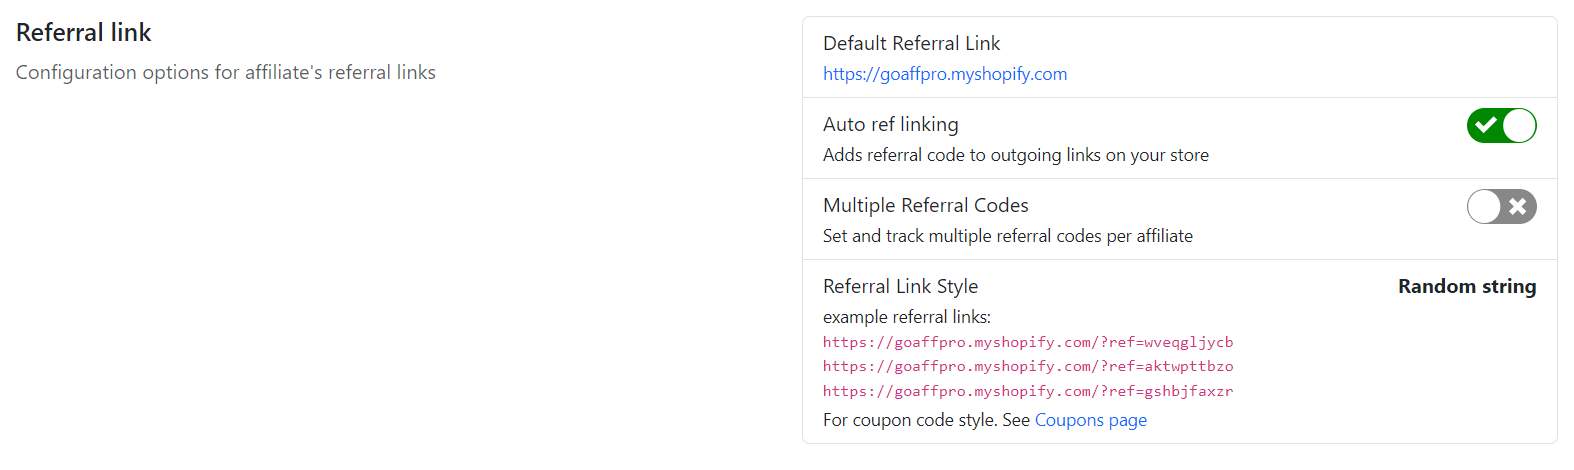 Referral link
Configuration options for affiliate's referral links
Default Referral Link
https://goaffpro.myshopify.com
Auto ref linking
Adds referral code to outgoing links on your store
Multiple Referral Codes
Set and track multiple referral codes per affiliate
Referral Link Style
Random string
example referral links:
https://goaffpro.myshopify.com/?ref=wveqgljycb
https://goaffpro.myshopify.com/?ref=aktwpttbzo
https://goaffpro.myshopify.com/?ref=gshbjfaxzr
For coupon code style. See Coupons page